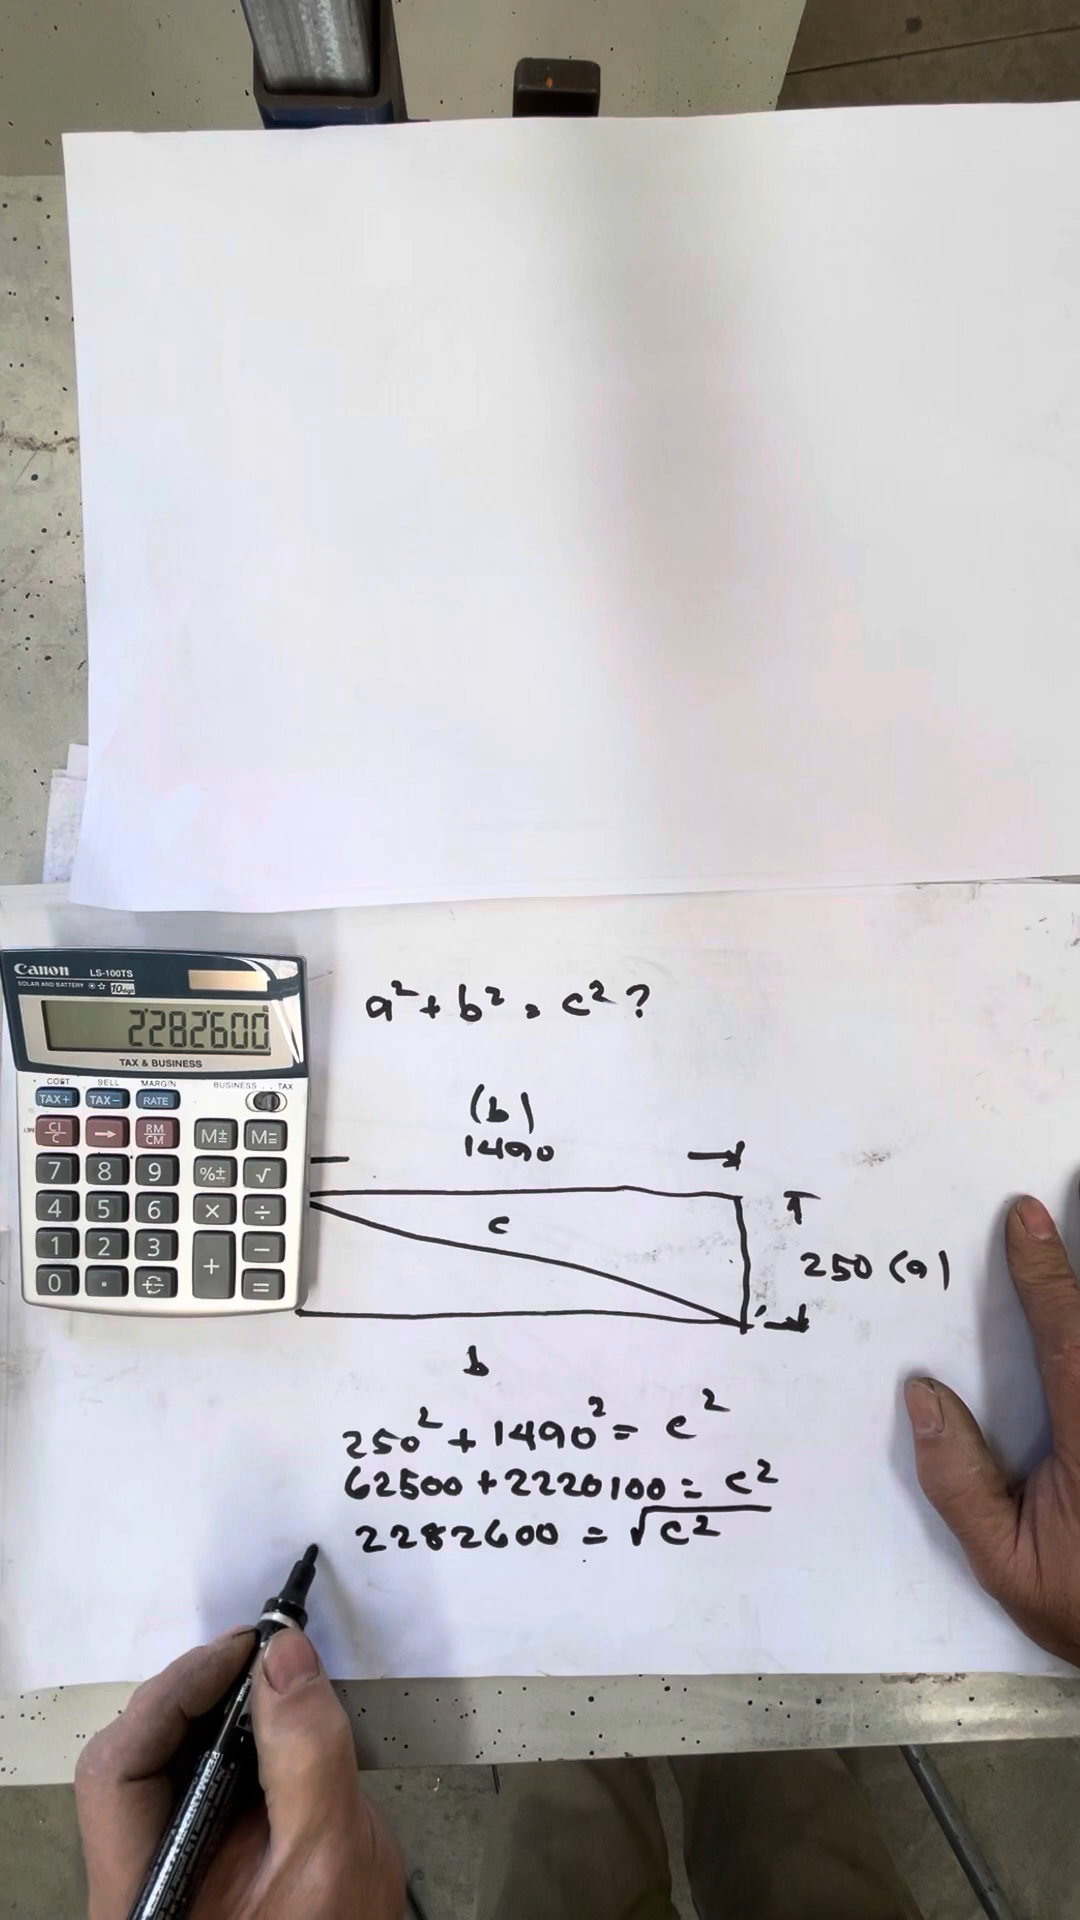 Canon LS-100TS
SOLAR AND BATTERY
2282600
TAX & BUSINESS
COST SELL MARGIN BUSINESS . . TAX
TAX+ TAX− RATE
CI/C → RM/CM M± M=
7 8 9 %± √
4 5 6 × ÷
1 2 3 + −
0 . =
a² + b² = c² ?
(b)
1490
c
250 (a)
b
250² + 1490² = c²
62500 + 2220100 = c²
2282600 = √c²
PERMANENT